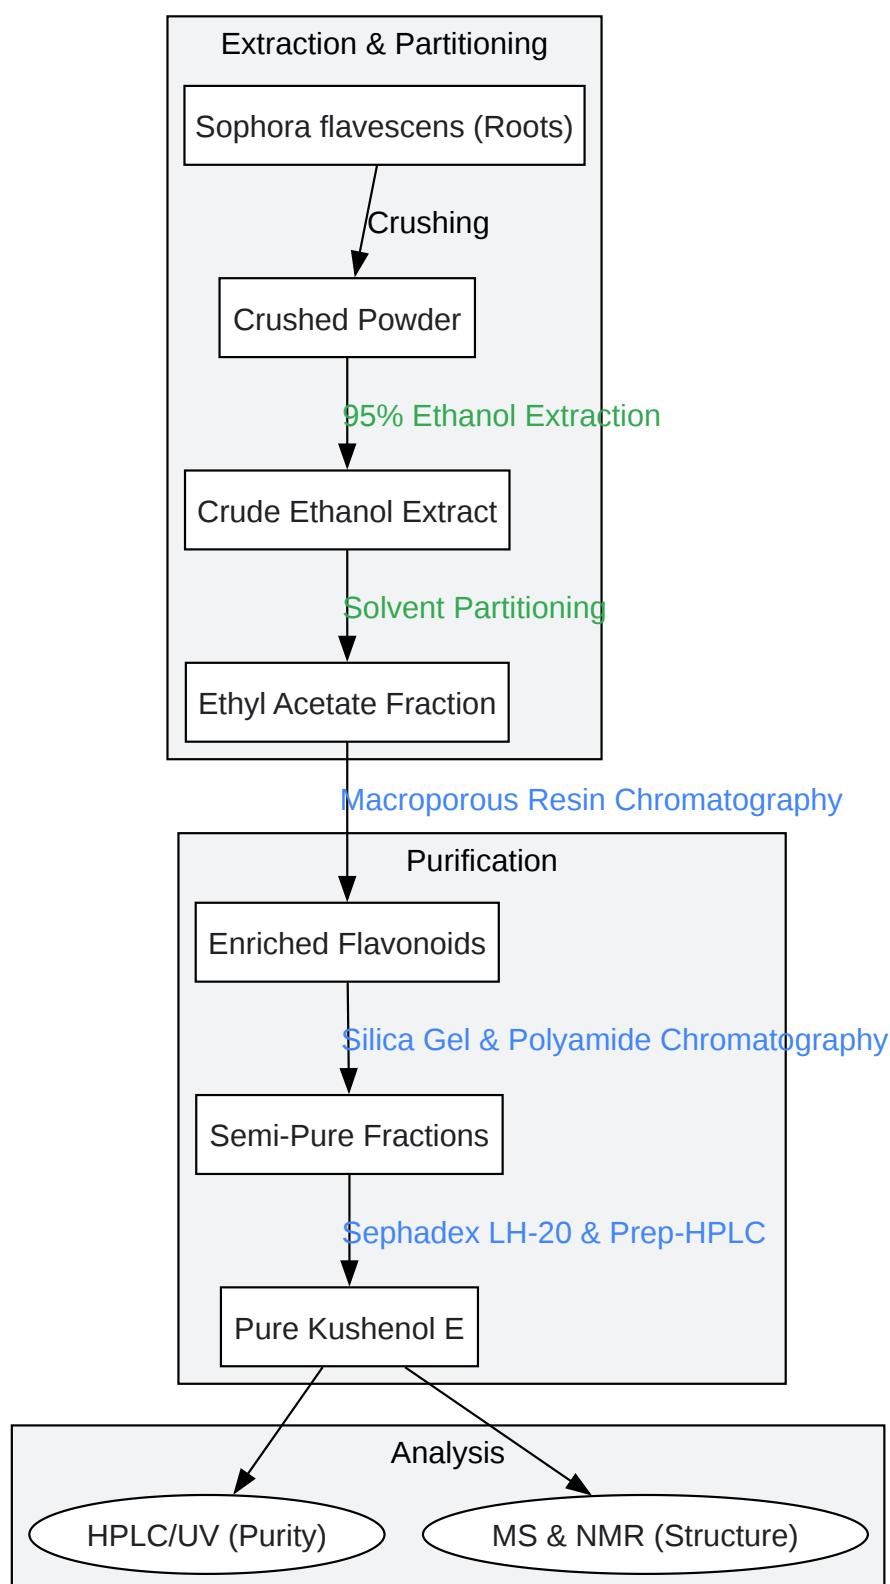 Extraction & Partitioning
Sophora flavescens (Roots)
Crushing
Crushed Powder
95% Ethanol Extraction
Crude Ethanol Extract
Solvent Partitioning
Ethyl Acetate Fraction
Macroporous Resin Chromatography
Purification
Enriched Flavonoids
Silica Gel & Polyamide Chromatography
Semi-Pure Fractions
Sephadex LH-20 & Prep-HPLC
Pure Kushenol E
Analysis
HPLC/UV (Purity)
MS & NMR (Structure)